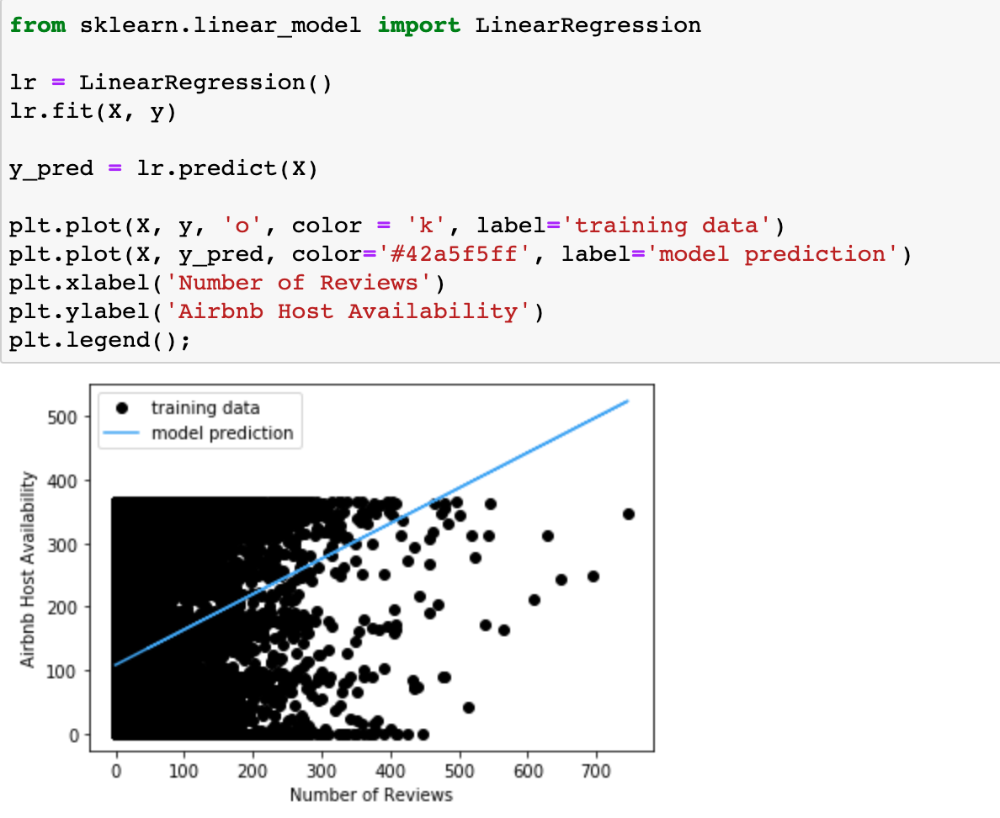 from sklearn.linear_model import LinearRegression
lr = LinearRegression()
lr.fit(X, y)
y_pred = lr.predict(X)
plt.plot(X, y, 'o', color = 'k', label='training data')
plt.plot(X, y_pred, color='#42a5f5ff', label='model prediction')
plt.xlabel('Number of Reviews')
plt.ylabel('Airbnb Host Availability')
plt.legend();
training data
model prediction
500
400
300
200
100
0
Airbnb Host Availability
0 100 200 300 400 500 600 700
Number of Reviews